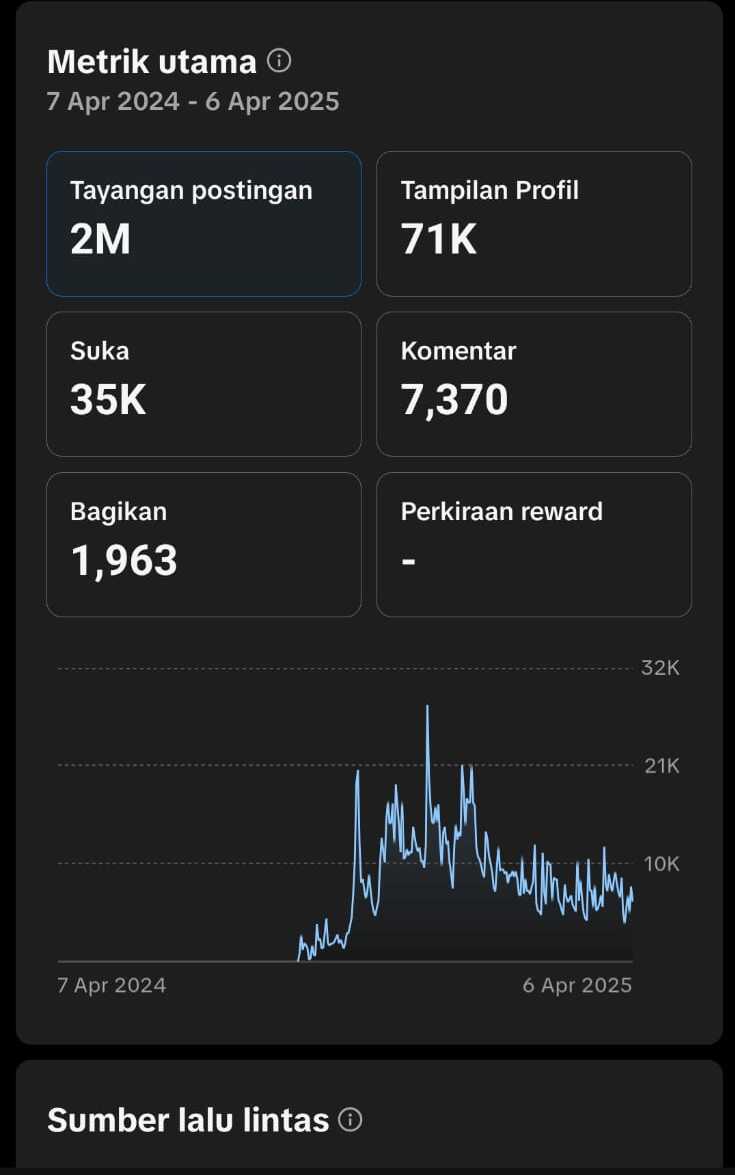 Metrik utama
7 Apr 2024 - 6 Apr 2025
Tayangan postingan
2M
Tampilan Profil
71K
Suka
35K
Komentar
7,370
Bagikan
1,963
Perkiraan reward
-
32K
21K
10K
7 Apr 2024
6 Apr 2025
Sumber lalu lintas